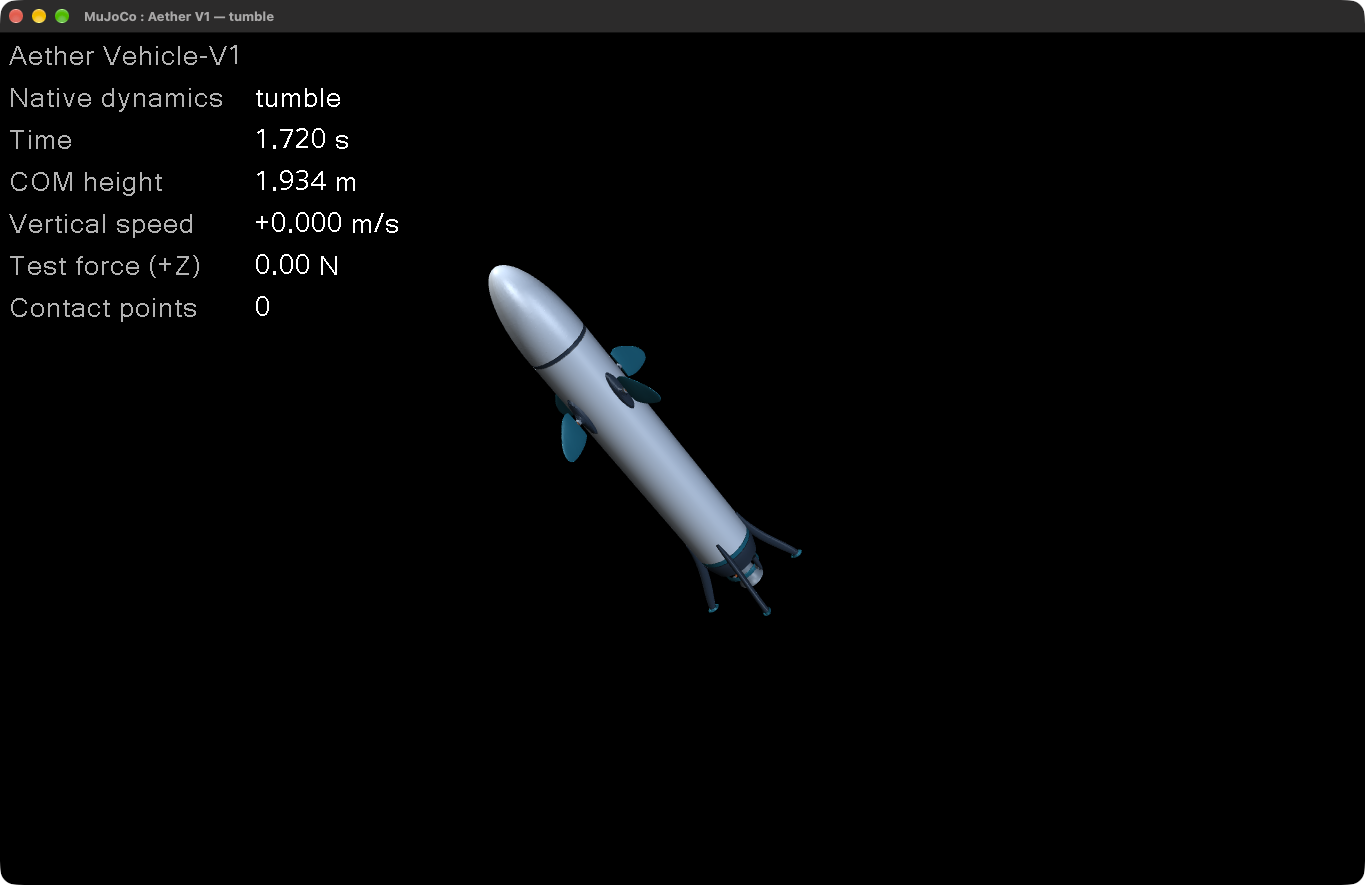 MuJoCo : Aether V1 — tumble
Aether Vehicle-V1
Native dynamics tumble
Time 1.720 s
COM height 1.934 m
Vertical speed +0.000 m/s
Test force (+Z) 0.00 N
Contact points 0